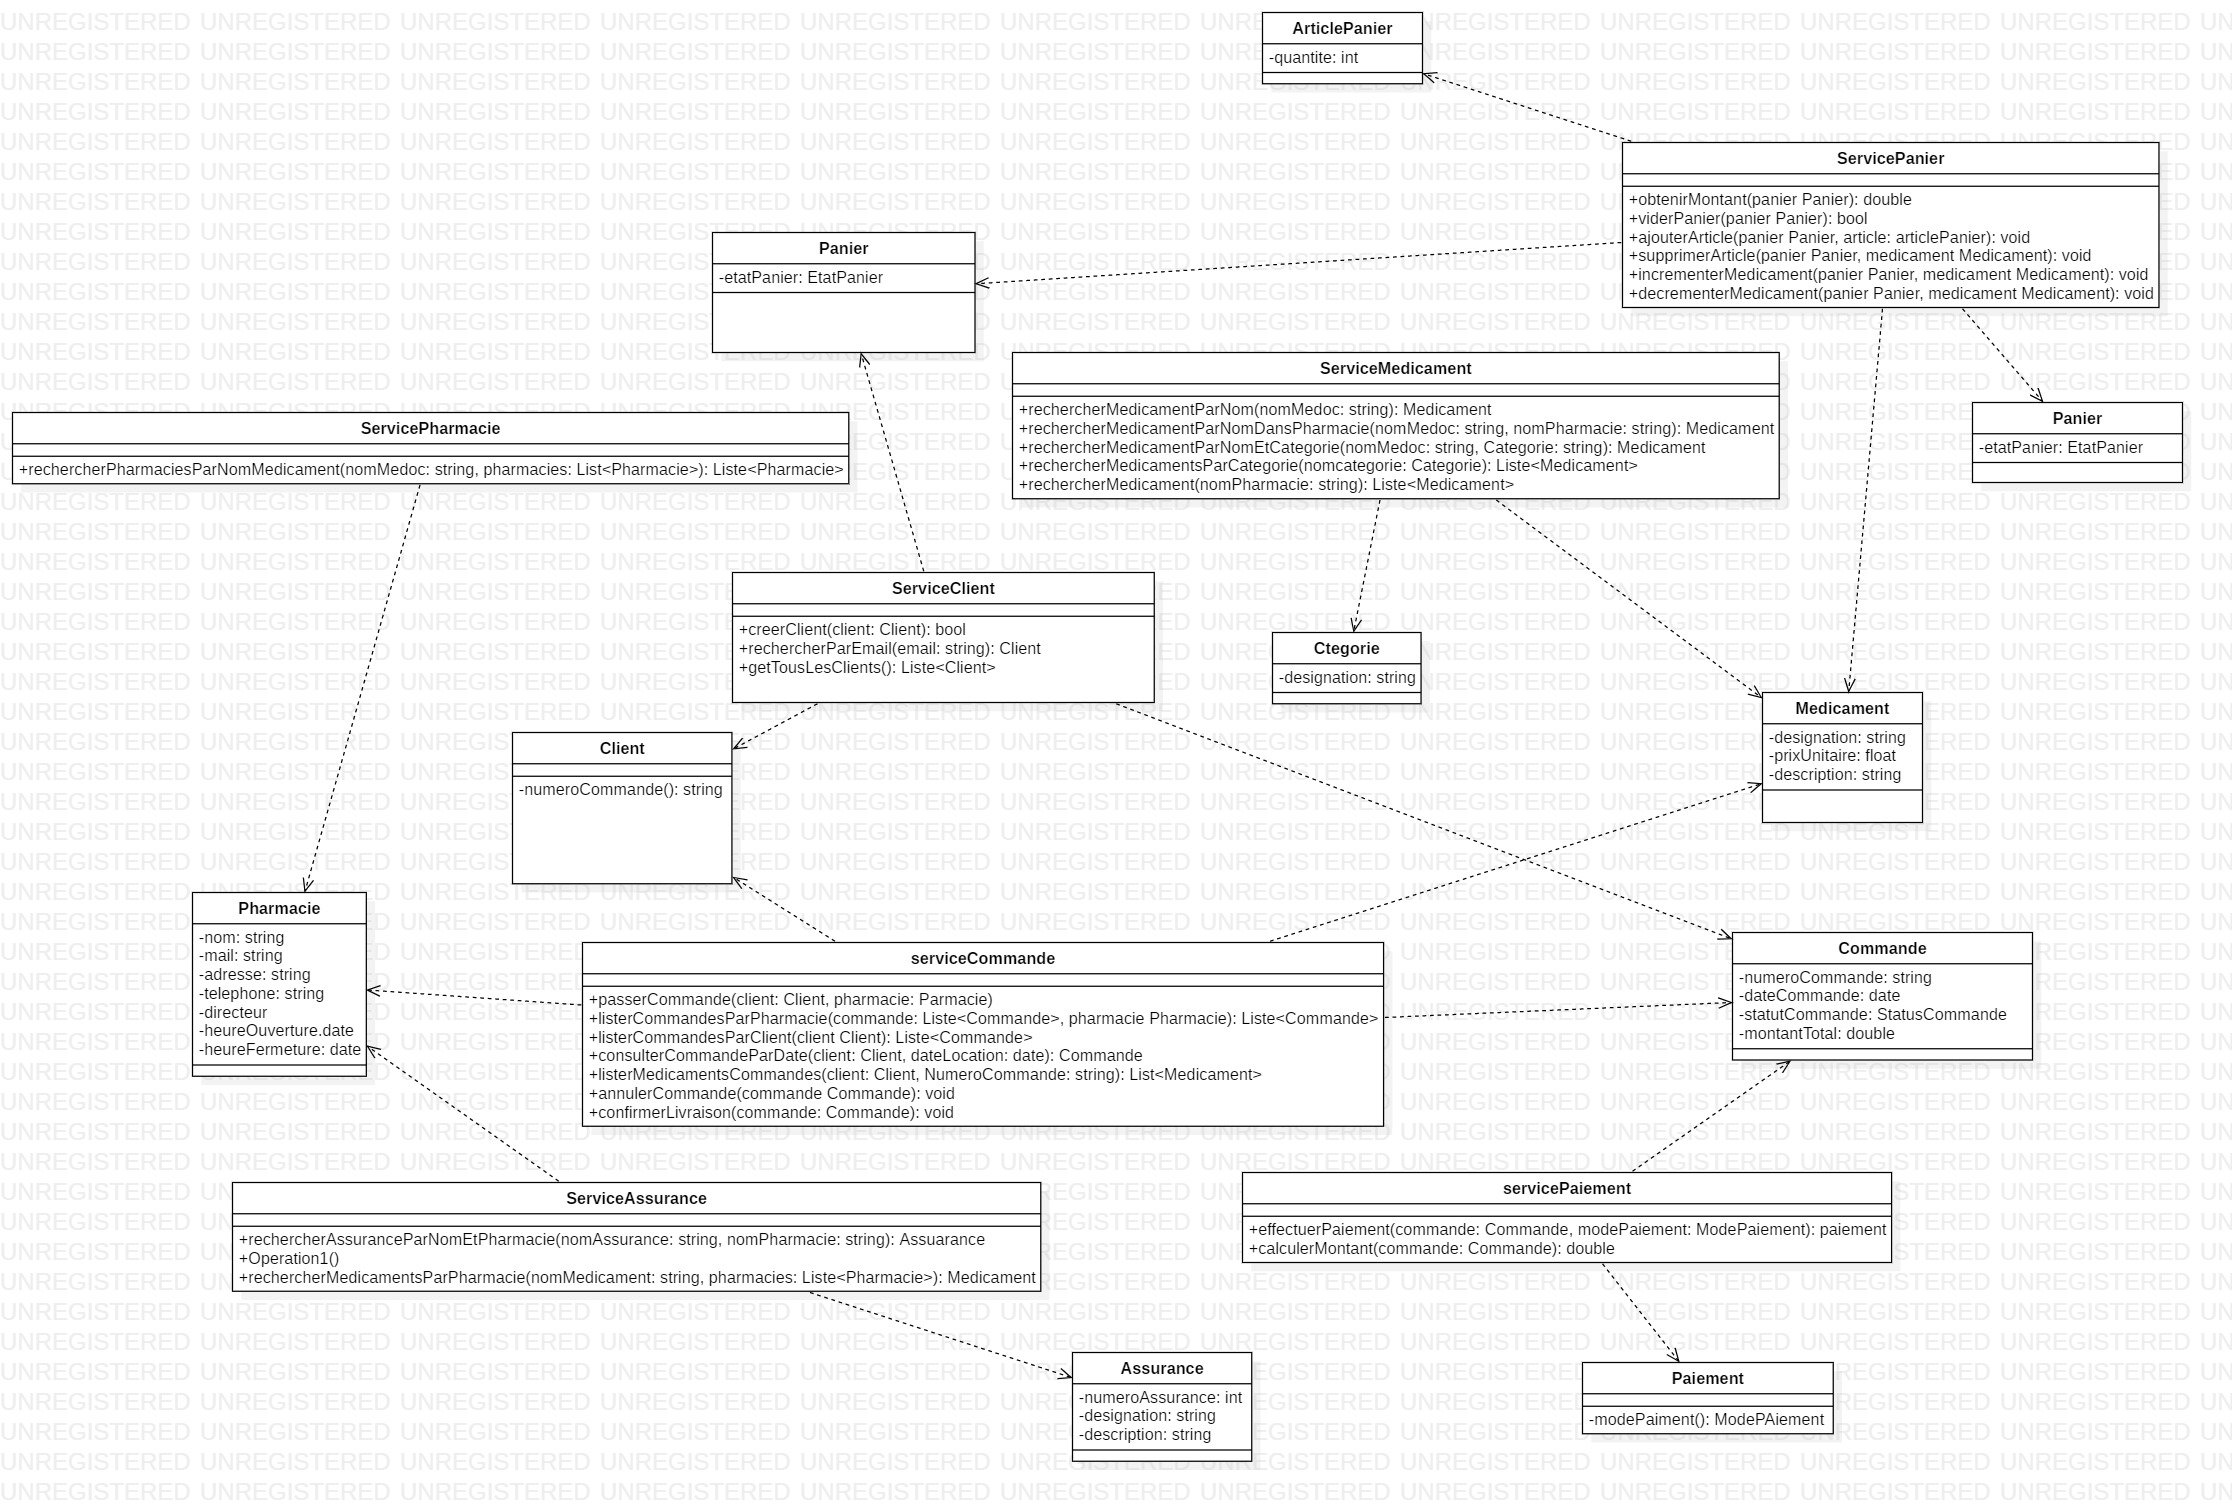 ArticlePanier
-quantite: int
ServicePanier
+obtenirMontant(panier Panier): double
+viderPanier(panier Panier): bool
+ajouterArticle(panier Panier, article: articlePanier): void
+supprimerArticle(panier Panier, medicament Medicament): void
+incrementerMedicament(panier Panier, medicament Medicament): void
+decrementerMedicament(panier Panier, medicament Medicament): void
Panier
-etatPanier: EtatPanier
ServiceMedicament
+rechercherMedicamentParNom(nomMedoc: string): Medicament
+rechercherMedicamentParNomDansPharmacie(nomMedoc: string, nomPharmacie: string): Medicament
+rechercherMedicamentParNomEtCategorie(nomMedoc: string, Categorie: string): Medicament
+rechercherMedicamentsParCategorie(nomcategorie: Categorie): Liste<Medicament>
+rechercherMedicament(nomPharmacie: string): Liste<Medicament>
Panier
-etatPanier: EtatPanier
ServicePharmacie
+rechercherPharmaciesParNomMedicament(nomMedoc: string, pharmacies: List<Pharmacie>): Liste<Pharmacie>
ServiceClient
+creerClient(client: Client): bool
+rechercherParEmail(email: string): Client
+getTousLesClients(): Liste<Client>
Ctegorie
-designation: string
Medicament
-designation: string
-prixUnitaire: float
-description: string
Client
-numeroCommande(): string
Pharmacie
-nom: string
-mail: string
-adresse: string
-telephone: string
-directeur
-heureOuverture.date
-heureFermeture: date
serviceCommande
+passerCommande(client: Client, pharmacie: Parmacie)
+listerCommandesParPharmacie(commande: Liste<Commande>, pharmacie Pharmacie): List<Commande>
+listerCommandesParClient(client Client): Liste<Commande>
+consulterCommandeParDate(client: Client, dateLocation: date): Commande
+listerMedicamentsCommandes(client: Client, NumeroCommande: string): List<Medicament>
+annulerCommande(commande Commande): void
+confirmerLivraison(commande: Commande): void
Commande
-numeroCommande: string
-dateCommande: date
-statutCommande: StatusCommande
-montantTotal: double
ServiceAssurance
+rechercherAssuranceParNomEtPharmacie(nomAssurance: string, nomPharmacie: string): Assuarance
+Operation1()
+rechercherMedicamentsParPharmacie(nomMedicament: string, pharmacies: Liste<Pharmacie>): Medicament
servicePaiement
+effectuerPaiement(commande: Commande, modePaiement: ModePaiement): paiement
+calculerMontant(commande: Commande): double
Assurance
-numeroAssurance: int
-designation: string
-description: string
Paiement
-modePaiment(): ModePAiement
UNREGISTERED